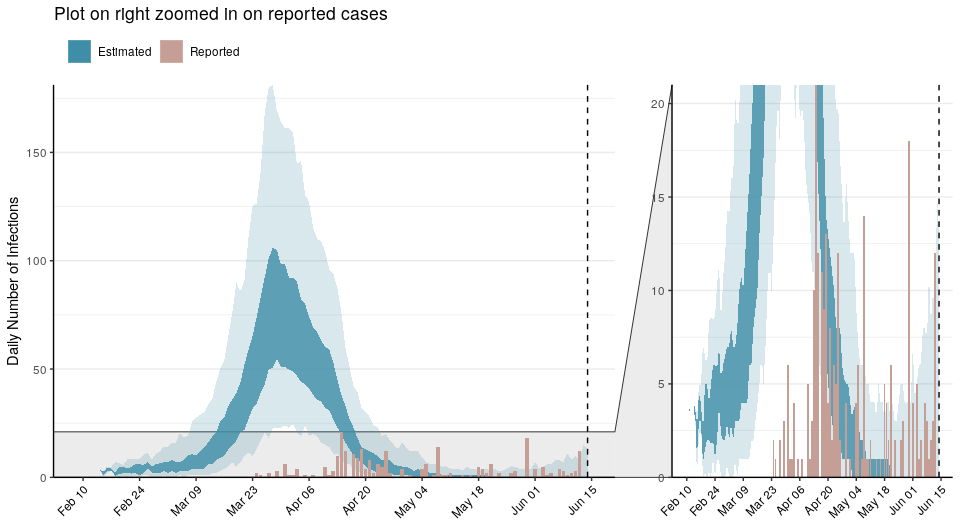 Plot on right zoomed in on reported cases
Estimated
Reported
Daily Number of Infections
150
100
50
0
Feb 10
Feb 24
Mar 09
Mar 23
Apr 06
Apr 20
May 04
May 18
Jun 01
Jun 15
20
15
10
5
0
Feb 10
Feb 24
Mar 09
Mar 23
Apr 06
Apr 20
May 04
May 18
Jun 01
Jun 15